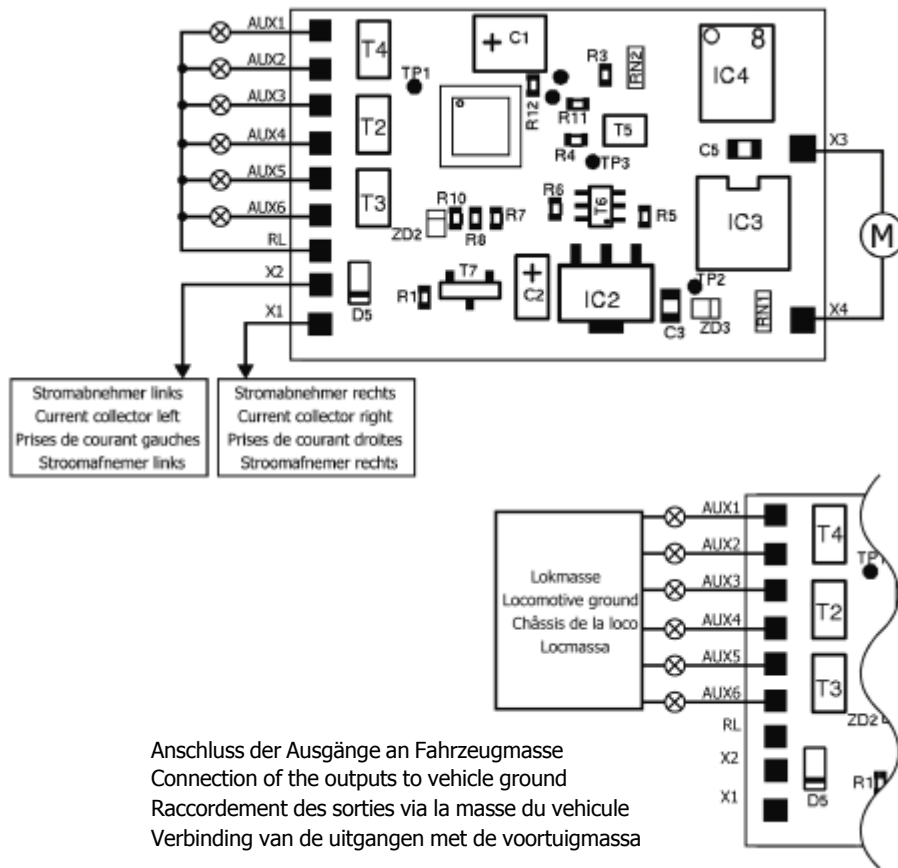 AUX1
AUX2
AUX3
AUX4
AUX5
AUX6
RL
X2
X1
T4
T2
T3
TP1
C1
R12
R11
R4
R3
RN2
T5
TP3
IC4
8
C5
X3
M
X4
IC3
R10
ZD2
R8
R7
R6
T6
R5
D5
R1
T7
C2
IC2
C3
TP2
ZD3
RN1
Stromabnehmer links
Current collector left
Prises de courant gauches
Stroomafnemer links
Stromabnehmer rechts
Current collector right
Prises de courant droites
Stroomafnemer rechts
Lokmasse
Locomotive ground
Châssis de la loco
Locmassa
AUX1
AUX2
AUX3
AUX4
AUX5
AUX6
RL
X2
X1
T4
TP1
T2
T3
ZD2
D5
R1
Anschluss der Ausgänge an Fahrzeugmasse
Connection of the outputs to vehicle ground
Raccordement des sorties via la masse du vehicule
Verbinding van de uitgangen met de voortuigmassa